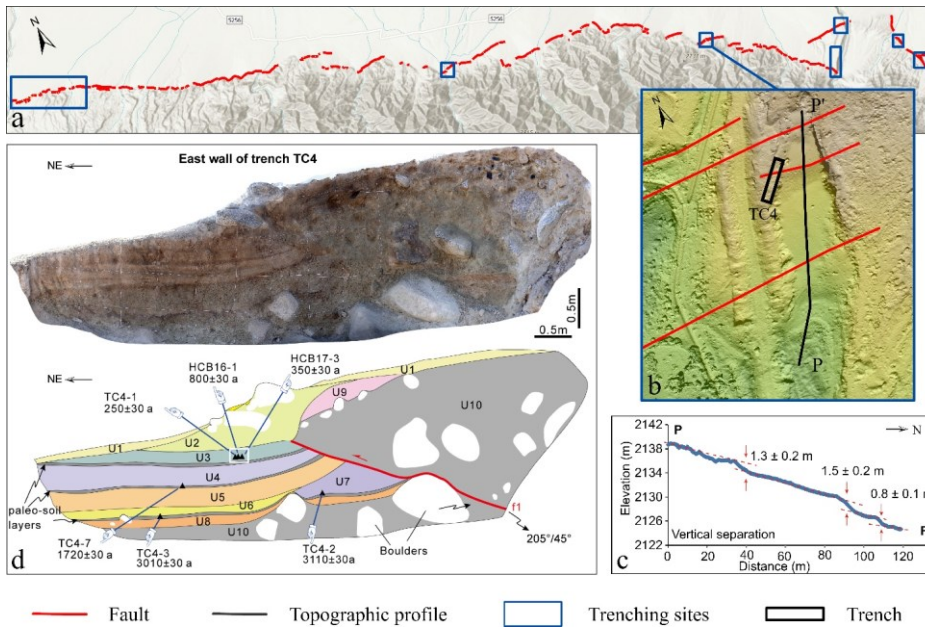 N
S256
S256
a
N
P'
TC4
P
b
East wall of trench TC4
NE
0.5m
0.5m
NE
TC4-1
250±30 a
HCB16-1
800±30 a
HCB17-3
350±30 a
U1
U9
U10
U1
U2
U3
U4
U5
U6
U7
U8
U10
paleo-soil
layers
Boulders
f1
205°/45°
TC4-7
1720±30a
TC4-3
3010±30a
TC4-2
3110±30a
d
2142
2138
2134
2130
2126
2122
Elevation (m)
P
N
1.3 ± 0.2 m
1.5 ± 0.2 m
0.8 ± 0.1 m
Vertical separation
0 20 40 60 80 100 120
Distance (m)
c
Fault
Topographic profile
Trenching sites
Trench